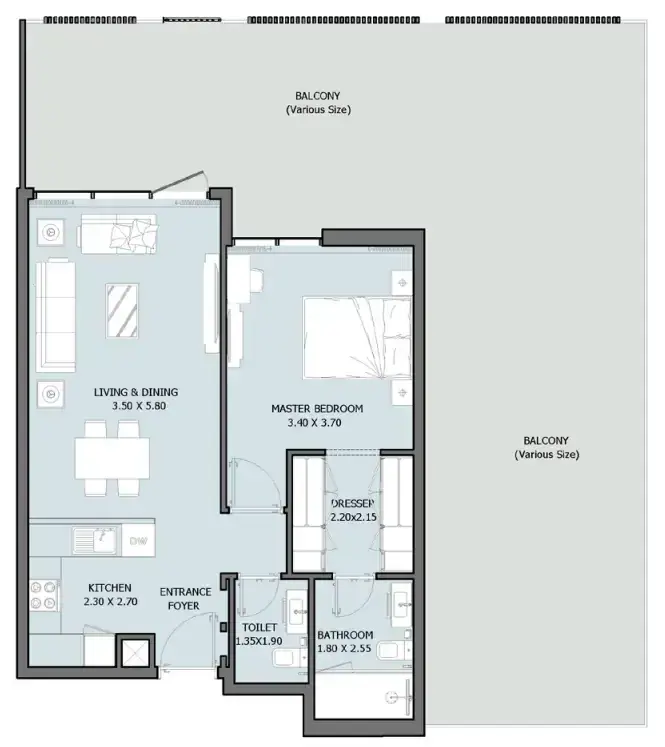 BALCONY
(Various Size)
LIVING & DINING
3.50 X 5.80
MASTER BEDROOM
3.40 X 3.70
BALCONY
(Various Size)
DRESSER
2.20x2.15
DW
KITCHEN
2.30 X 2.70
ENTRANCE
FOYER
TOILET
1.35X1.90
BATHROOM
1.80 X 2.55